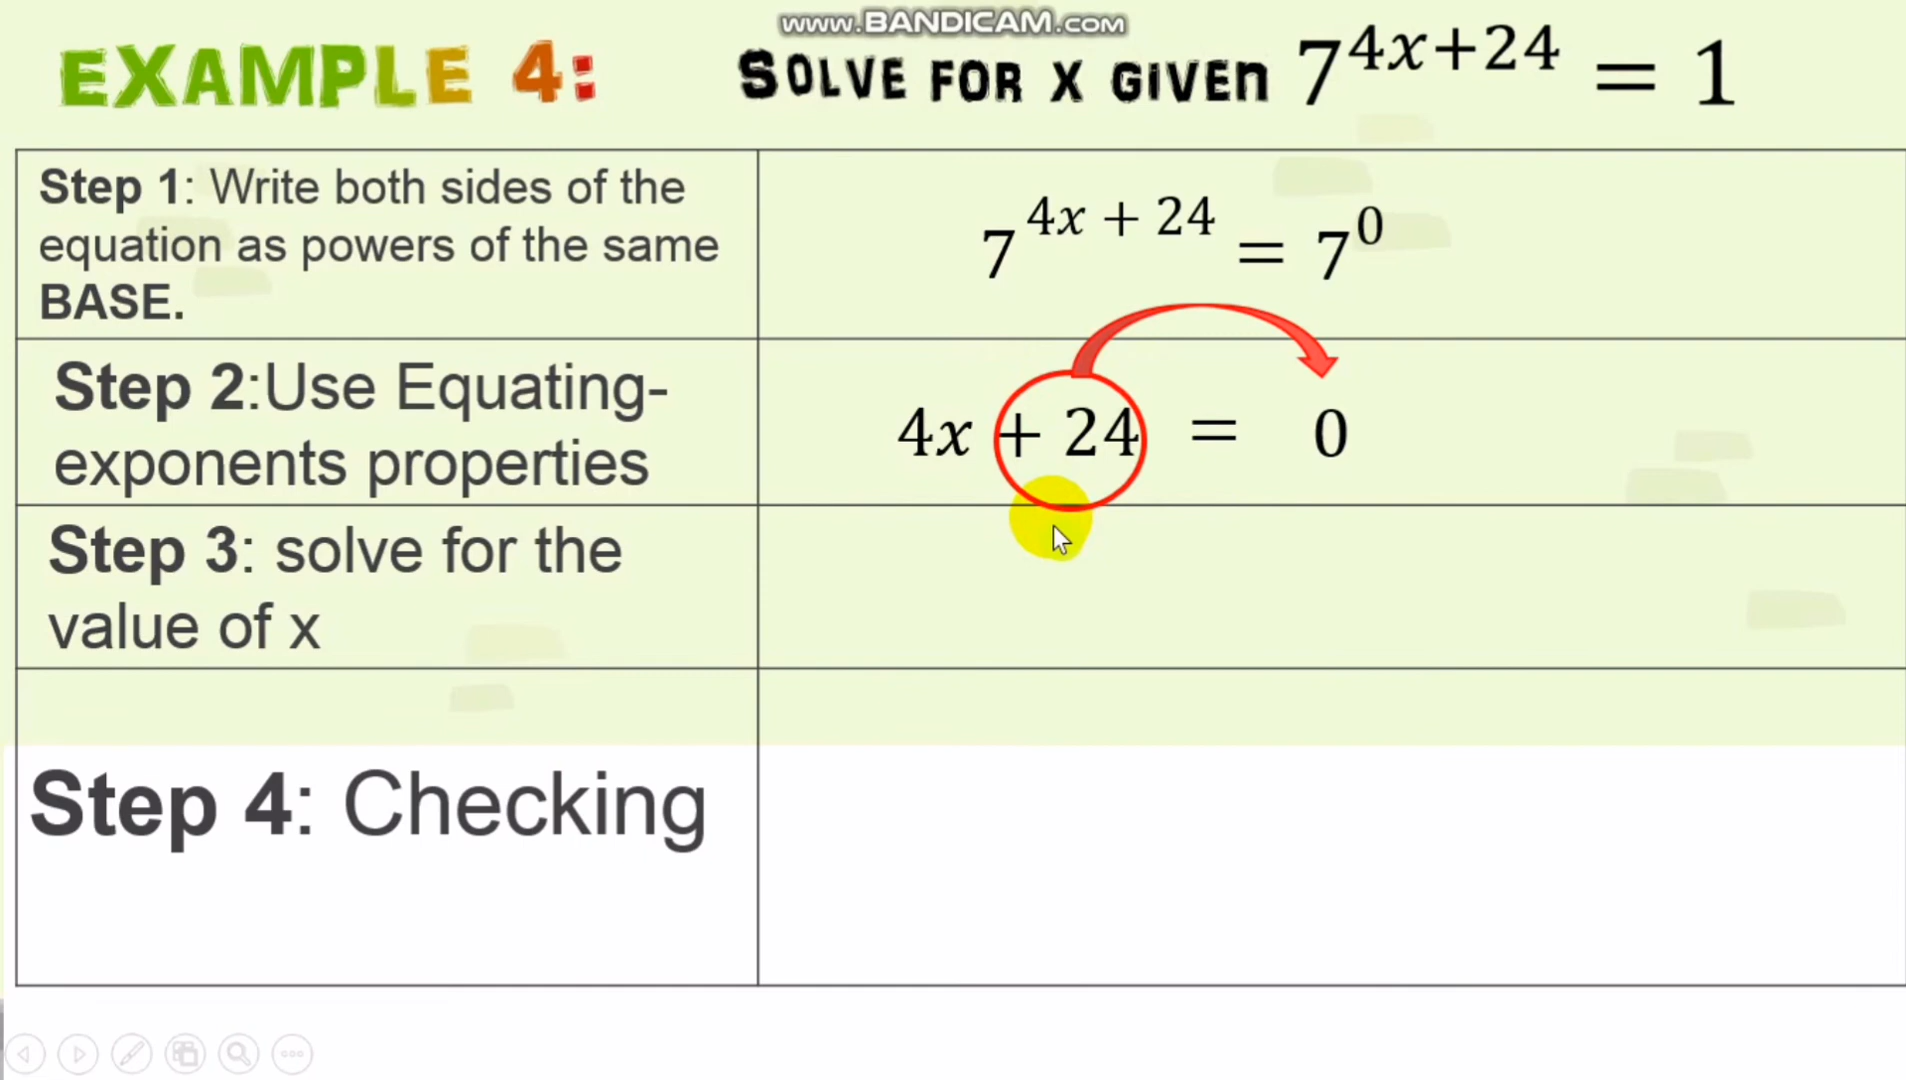 www.BANDICAM.com
EXAMPLE 4:
SOLVE FOR X GIVEN 7^{4x+24} = 1
Step 1: Write both sides of the
equation as powers of the same
BASE.
7^{4x + 24} = 7^0
Step 2:Use Equating-
exponents properties
4x + 24 = 0
Step 3: solve for the
value of x
Step 4: Checking